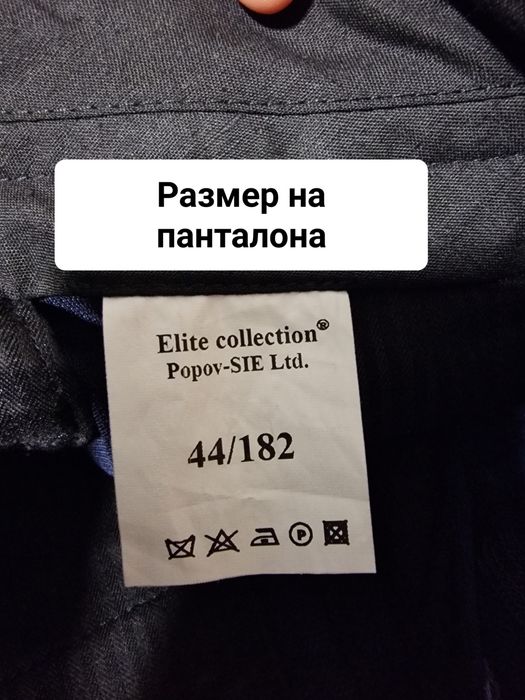 Размер на
панталона
Elite collection®
Popov-SIE Ltd.
44/182
P